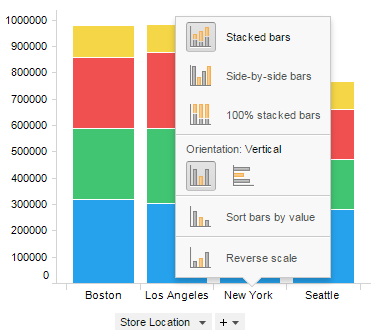 1000000
900000
800000
700000
600000
500000
400000
300000
200000
100000
0
Stacked bars
Side-by-side bars
100% stacked bars
Orientation: Vertical
Sort bars by value
Reverse scale
Boston
Los Angeles
New York
Seattle
Store Location
+